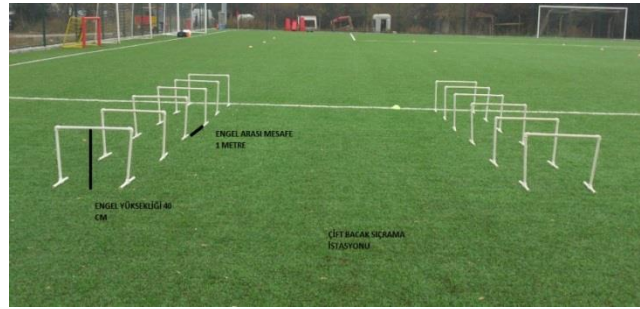 ENGEL ARASI MESAFE
1 METRE
ENGEL YÜKSEKLİĞİ 40
CM
ÇİFT BACAK SIÇRAMA
İSTASYONU